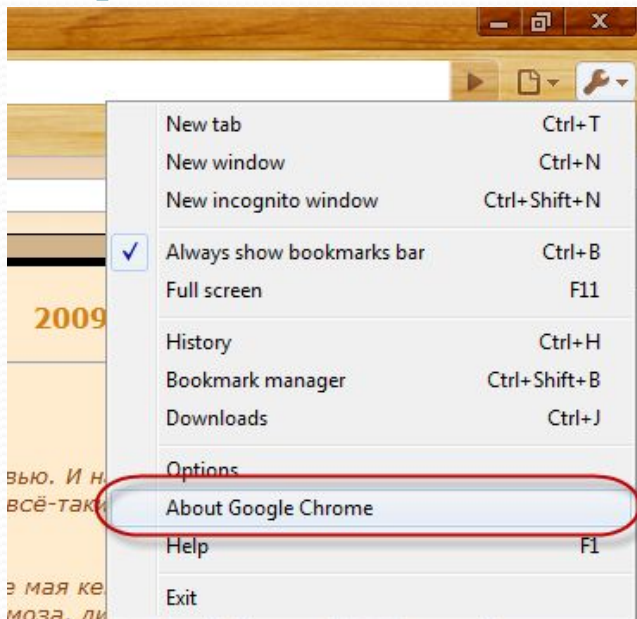 New tab Ctrl+T
New window Ctrl+N
New incognito window Ctrl+Shift+N
Always show bookmarks bar Ctrl+B
Full screen F11
2009
History Ctrl+H
Bookmark manager Ctrl+Shift+B
Downloads Ctrl+J
Options
вью. И н
всё-таки
About Google Chrome
Help F1
е мая ке
Exit
моза, ди